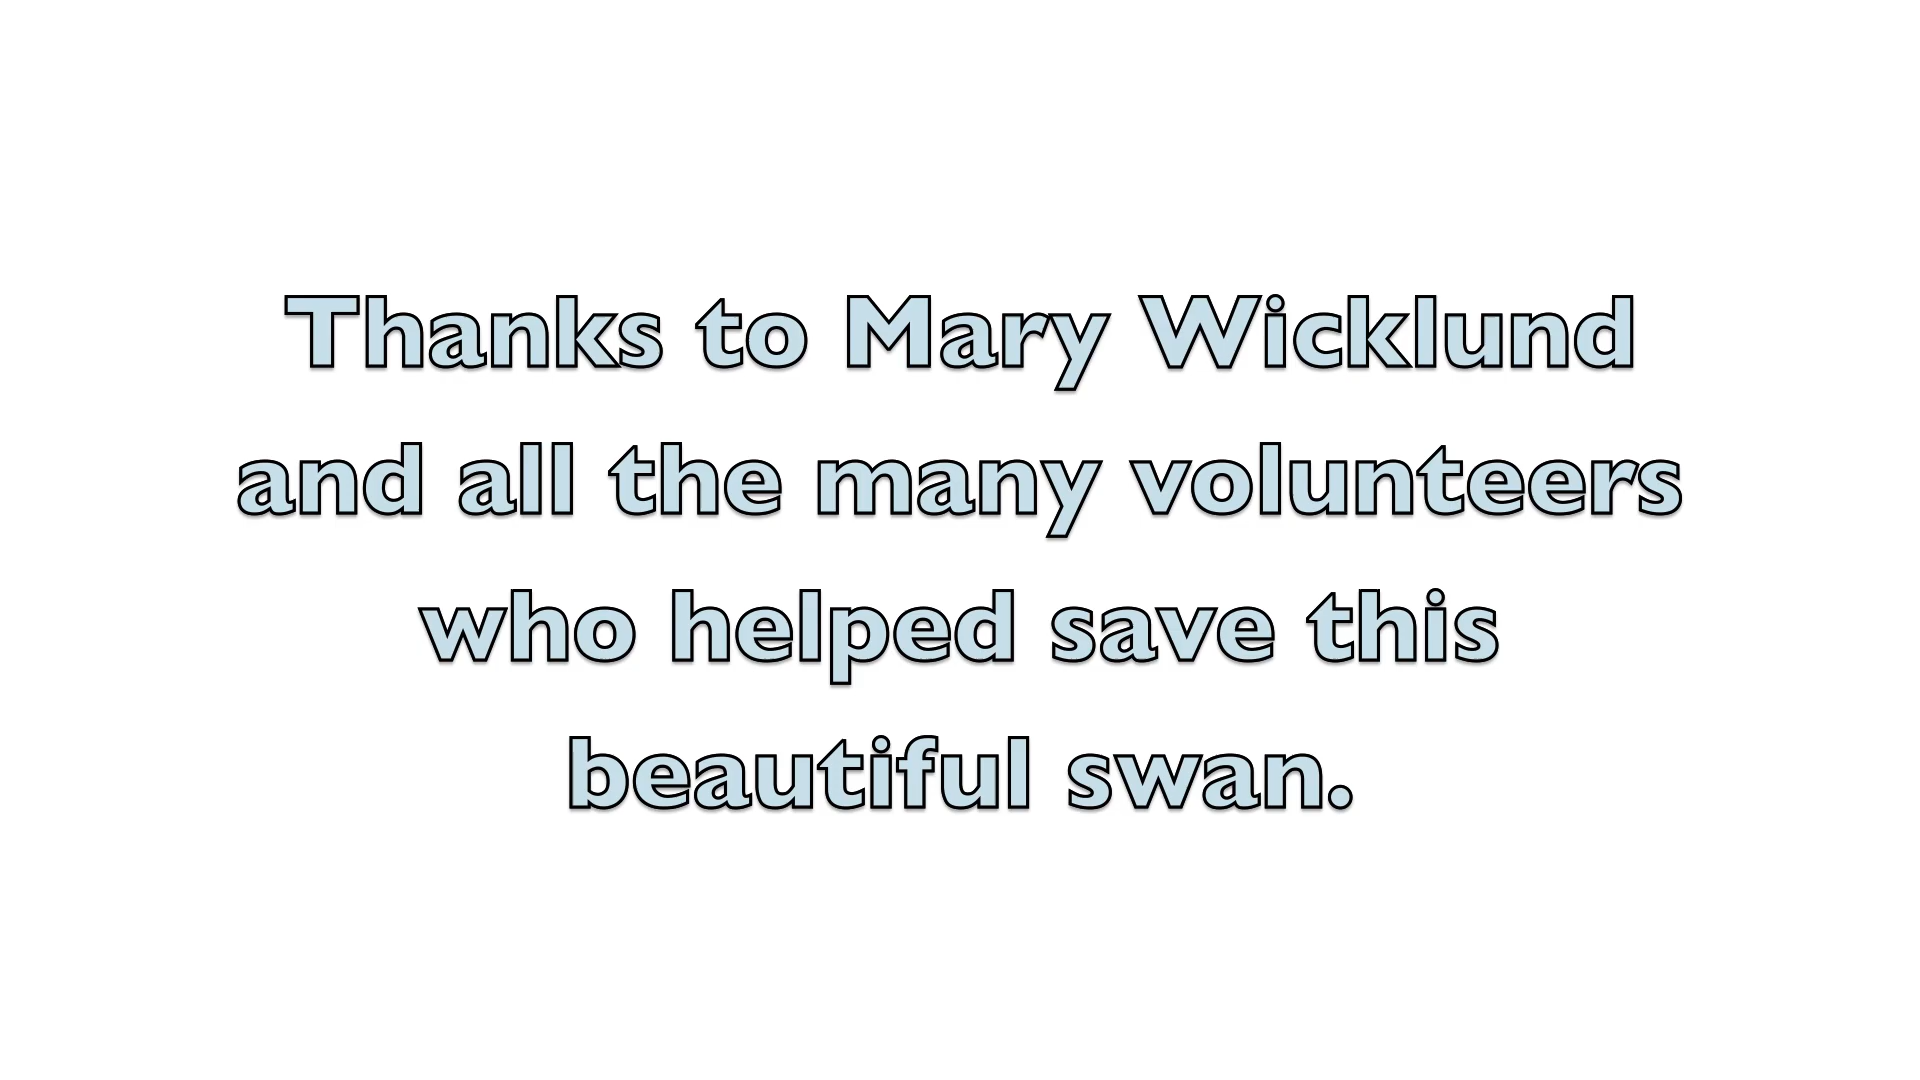 Thanks to Mary Wicklund
and all the many volunteers
who helped save this
beautiful swan.